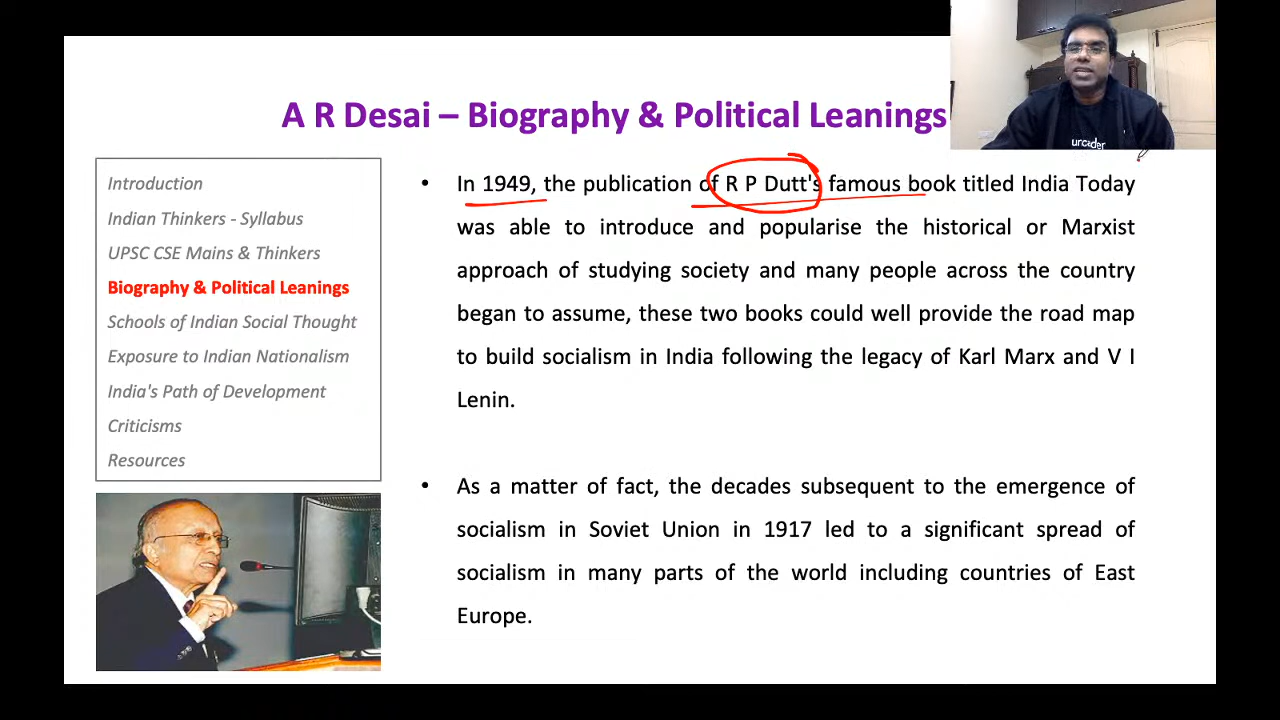 A R Desai – Biography & Political Leanings
urcader
Introduction
Indian Thinkers - Syllabus
UPSC CSE Mains & Thinkers
Biography & Political Leanings
Schools of Indian Social Thought
Exposure to Indian Nationalism
India's Path of Development
Criticisms
Resources
• In 1949, the publication of R P Dutt's famous book titled India Today
was able to introduce and popularise the historical or Marxist
approach of studying society and many people across the country
began to assume, these two books could well provide the road map
to build socialism in India following the legacy of Karl Marx and V I
Lenin.
• As a matter of fact, the decades subsequent to the emergence of
socialism in Soviet Union in 1917 led to a significant spread of
socialism in many parts of the world including countries of East
Europe.